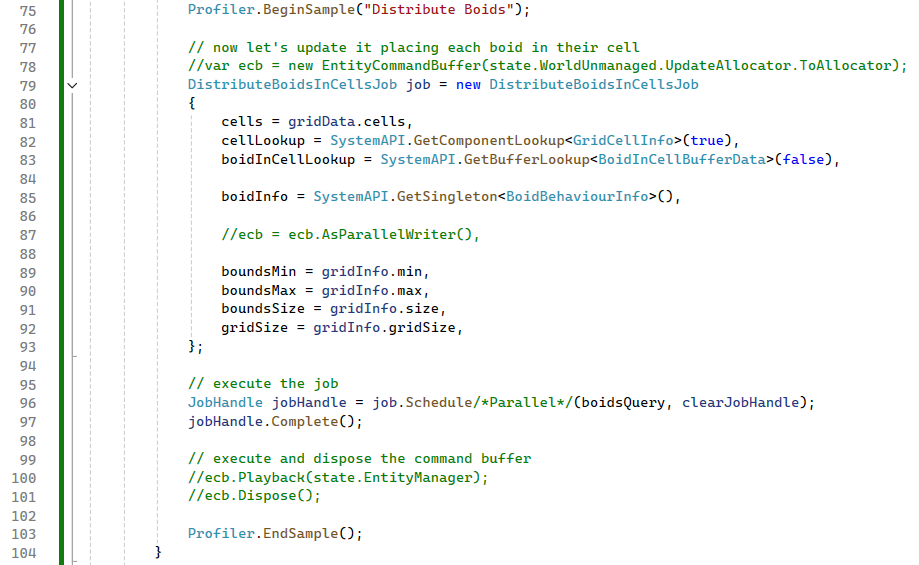 75 Profiler.BeginSample("Distribute Boids");
76
77 // now let's update it placing each boid in their cell
78 //var ecb = new EntityCommandBuffer(state.WorldUnmanaged.UpdateAllocator.ToAllocator);
79 DistributeBoidsInCellsJob job = new DistributeBoidsInCellsJob
80 {
81 cells = gridData.cells,
82 cellLookup = SystemAPI.GetComponentLookup<GridCellInfo>(true),
83 boidInCellLookup = SystemAPI.GetBufferLookup<BoidInCellBufferData>(false),
84
85 boidInfo = SystemAPI.GetSingleton<BoidBehaviourInfo>(),
86
87 //ecb = ecb.AsParallelWriter(),
88
89 boundsMin = gridInfo.min,
90 boundsMax = gridInfo.max,
91 boundsSize = gridInfo.size,
92 gridSize = gridInfo.gridSize,
93 };
94
95 // execute the job
96 JobHandle jobHandle = job.Schedule/*Parallel*/(boidsQuery, clearJobHandle);
97 jobHandle.Complete();
98
99 // execute and dispose the command buffer
100 //ecb.Playback(state.EntityManager);
101 //ecb.Dispose();
102
103 Profiler.EndSample();
104 }